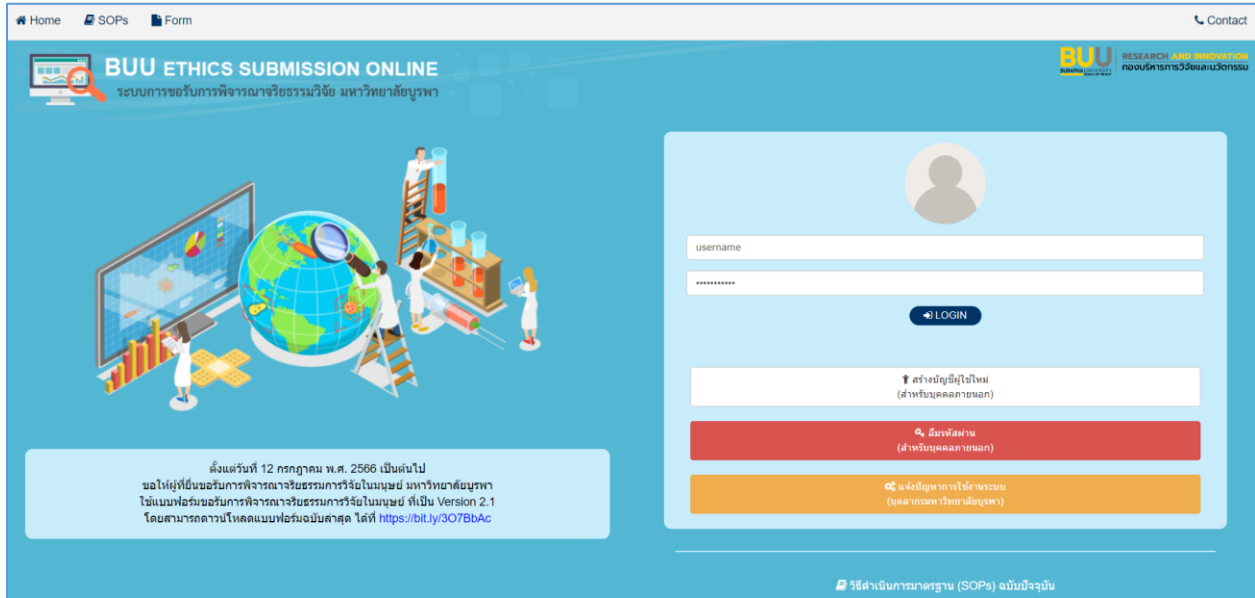 Home SOPs Form Contact
BUU ETHICS SUBMISSION ONLINE
ระบบการขอรับการพิจารณาจริยธรรมวิจัย มหาวิทยาลัยบูรพา
BUU
RESEARCH AND INNOVATION
กองบริหารการวิจัยและนวัตกรรม
username
LOGIN
สร้างบัญชีผู้ใช้ใหม่
(สำหรับบุคคลภายนอก)
ลืมรหัสผ่าน
(สำหรับบุคคลภายนอก)
แจ้งปัญหาการใช้งานระบบ
(บุคลากรมหาวิทยาลัยบูรพา)
ตั้งแต่วันที่ 12 กรกฎาคม พ.ศ. 2566 เป็นต้นไป
ขอให้ผู้ที่ยื่นขอรับการพิจารณาจริยธรรมการวิจัยในมนุษย์ มหาวิทยาลัยบูรพา
ใช้แบบฟอร์มขอรับการพิจารณาจริยธรรมการวิจัยในมนุษย์ ที่เป็น Version 2.1
โดยสามารถดาวน์โหลดแบบฟอร์มฉบับล่าสุด ได้ที่ https://bit.ly/3O7BbAc
วิธีดำเนินการมาตรฐาน (SOPs) ฉบับปัจจุบัน